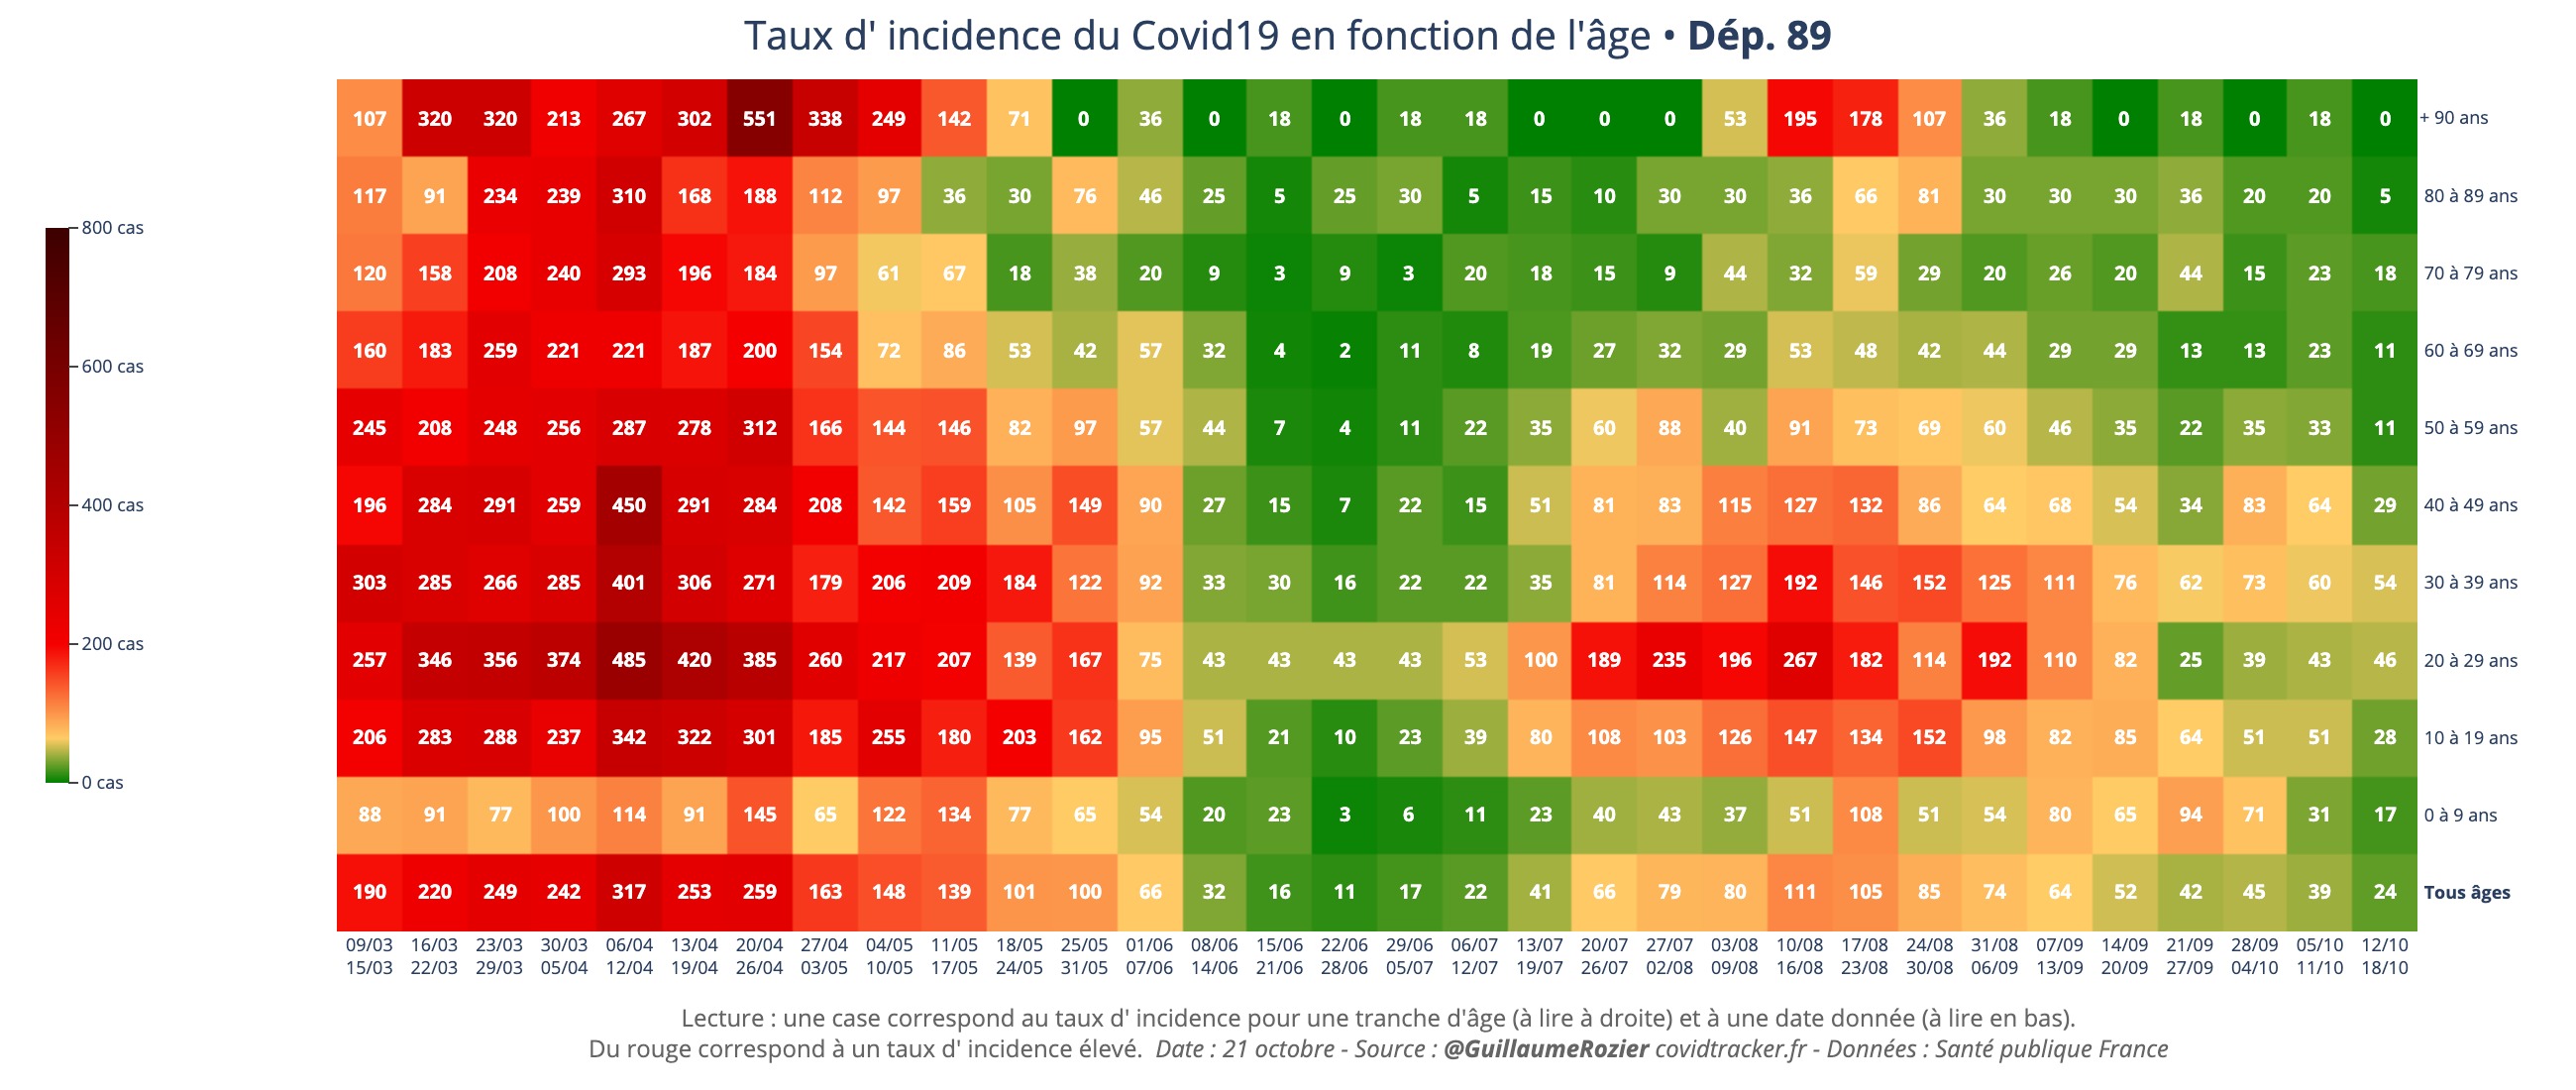 Taux d' incidence du Covid19 en fonction de l'âge • Dép. 89
800 cas
600 cas
400 cas
200 cas
0 cas
107 320 320 213 267 302 551 338 249 142 71 0 36 0 18 0 18 18 0 0 0 53 195 178 107 36 18 0 18 0 18 0 + 90 ans
117 91 234 239 310 168 188 112 97 36 30 76 46 25 5 25 30 5 15 10 30 30 36 66 81 30 30 30 36 20 20 5 80 à 89 ans
120 158 208 240 293 196 184 97 61 67 18 38 20 9 3 9 3 20 18 15 9 44 32 59 29 20 26 20 44 15 23 18 70 à 79 ans
160 183 259 221 221 187 200 154 72 86 53 42 57 32 4 2 11 8 19 27 32 29 53 48 42 44 29 29 13 13 23 11 60 à 69 ans
245 208 248 256 287 278 312 166 144 146 82 97 57 44 7 4 11 22 35 60 88 40 91 73 69 60 46 35 22 35 33 11 50 à 59 ans
196 284 291 259 450 291 284 208 142 159 105 149 90 27 15 7 22 15 51 81 83 115 127 132 86 64 68 54 34 83 64 29 40 à 49 ans
303 285 266 285 401 306 271 179 206 209 184 122 92 33 30 16 22 22 35 81 114 127 192 146 152 125 111 76 62 73 60 54 30 à 39 ans
257 346 356 374 485 420 385 260 217 207 139 167 75 43 43 43 43 53 100 189 235 196 267 182 114 192 110 82 25 39 43 46 20 à 29 ans
206 283 288 237 342 322 301 185 255 180 203 162 95 51 21 10 23 39 80 108 103 126 147 134 152 98 82 85 64 51 51 28 10 à 19 ans
88 91 77 100 114 91 145 65 122 134 77 65 54 20 23 3 6 11 23 40 43 37 51 108 51 54 80 65 94 71 31 17 0 à 9 ans
190 220 249 242 317 253 259 163 148 139 101 100 66 32 16 11 17 22 41 66 79 80 111 105 85 74 64 52 42 45 39 24 Tous âges
09/03 16/03 23/03 30/03 06/04 13/04 20/04 27/04 04/05 11/05 18/05 25/05 01/06 08/06 15/06 22/06 29/06 06/07 13/07 20/07 27/07 03/08 10/08 17/08 24/08 31/08 07/09 14/09 21/09 28/09 05/10 12/10
15/03 22/03 29/03 05/04 12/04 19/04 26/04 03/05 10/05 17/05 24/05 31/05 07/06 14/06 21/06 28/06 05/07 12/07 19/07 26/07 02/08 09/08 16/08 23/08 30/08 06/09 13/09 20/09 27/09 04/10 11/10 18/10
Lecture : une case correspond au taux d' incidence pour une tranche d'âge (à lire à droite) et à une date donnée (à lire en bas).
Du rouge correspond à un taux d' incidence élevé. Date : 21 octobre - Source : @GuillaumeRozier covidtracker.fr - Données : Santé publique France